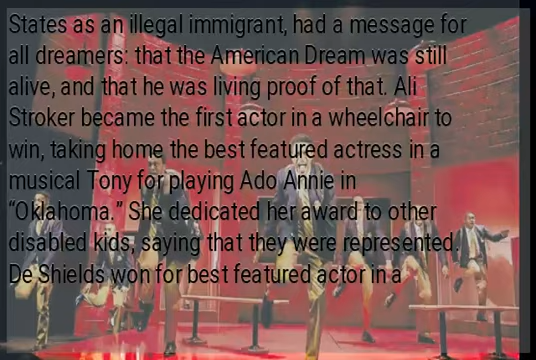 States as an illegal immigrant, had a message for
all dreamers: that the American Dream was still
alive, and that he was living proof of that. Ali
Stroker became the first actor in a wheelchair to
win, taking home the best featured actress in a
musical Tony for playing Ado Annie in
“Oklahoma.” She dedicated her award to other
disabled kids, saying that they were represented.
De Shields won for best featured actor in a